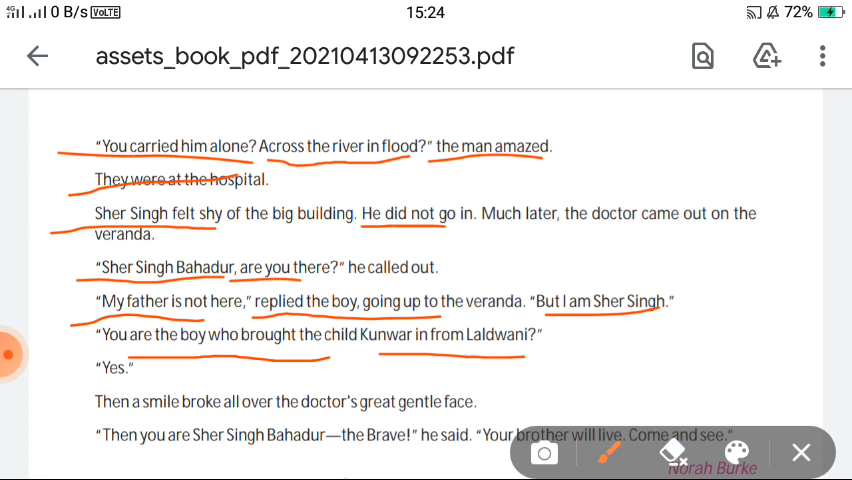 4G 0 B/s VoLTE 15:24 72%
assets_book_pdf_20210413092253.pdf
"You carried him alone? Across the river in flood?" the man amazed.
They were at the hospital.
Sher Singh felt shy of the big building. He did not go in. Much later, the doctor came out on the
veranda.
"Sher Singh Bahadur, are you there?" he called out.
"My father is not here," replied the boy, going up to the veranda. "But I am Sher Singh."
"You are the boy who brought the child Kunwar in from Laldwani?"
"Yes."
Then a smile broke all over the doctor's great gentle face.
"Then you are Sher Singh Bahadur—the Brave!" he said. "Your brother will live. Come and see."
Norah Burke